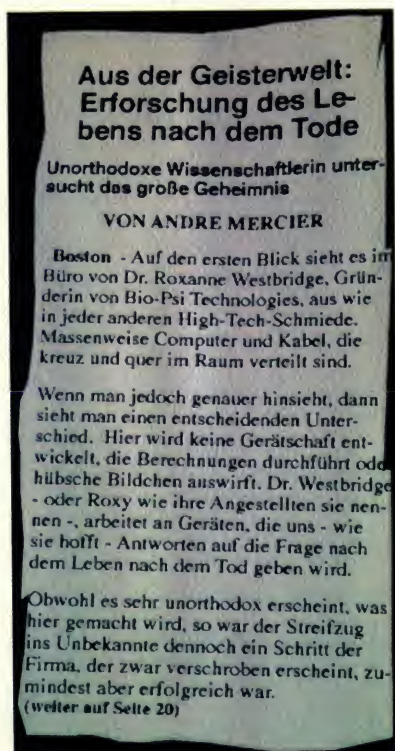 Aus der Geisterwelt:
Erforschung des Le-
bens nach dem Tode
Unorthodoxe Wissenschaftlerin unter-
sucht das große Geheimnis
VON ANDRE MERCIER
Boston - Auf den ersten Blick sieht es im
Büro von Dr. Roxanne Westbridge, Grün-
derin von Bio-Psi Technologies, aus wie
in jeder anderen High-Tech-Schmiede.
Massenweise Computer und Kabel, die
kreuz und quer im Raum verteilt sind.
Wenn man jedoch genauer hinsieht, dann
sieht man einen entscheidenden Unter-
schied. Hier wird keine Gerätschaft ent-
wickelt, die Berechnungen durchführt ode
hübsche Bildchen auswirft. Dr. Westbridge
- oder Roxy wie ihre Angestellten sie nen-
nen -, arbeitet an Geräten, die uns - wie
sie hofft - Antworten auf die Frage nach
dem Leben nach dem Tod geben wird.
Obwohl es sehr unorthodox erscheint, was
hier gemacht wird, so war der Streifzug
ins Unbekannte dennoch ein Schritt der
Firma, der zwar verschroben erscheint, zu-
mindest aber erfolgreich war.
(weiter auf Seite 20)